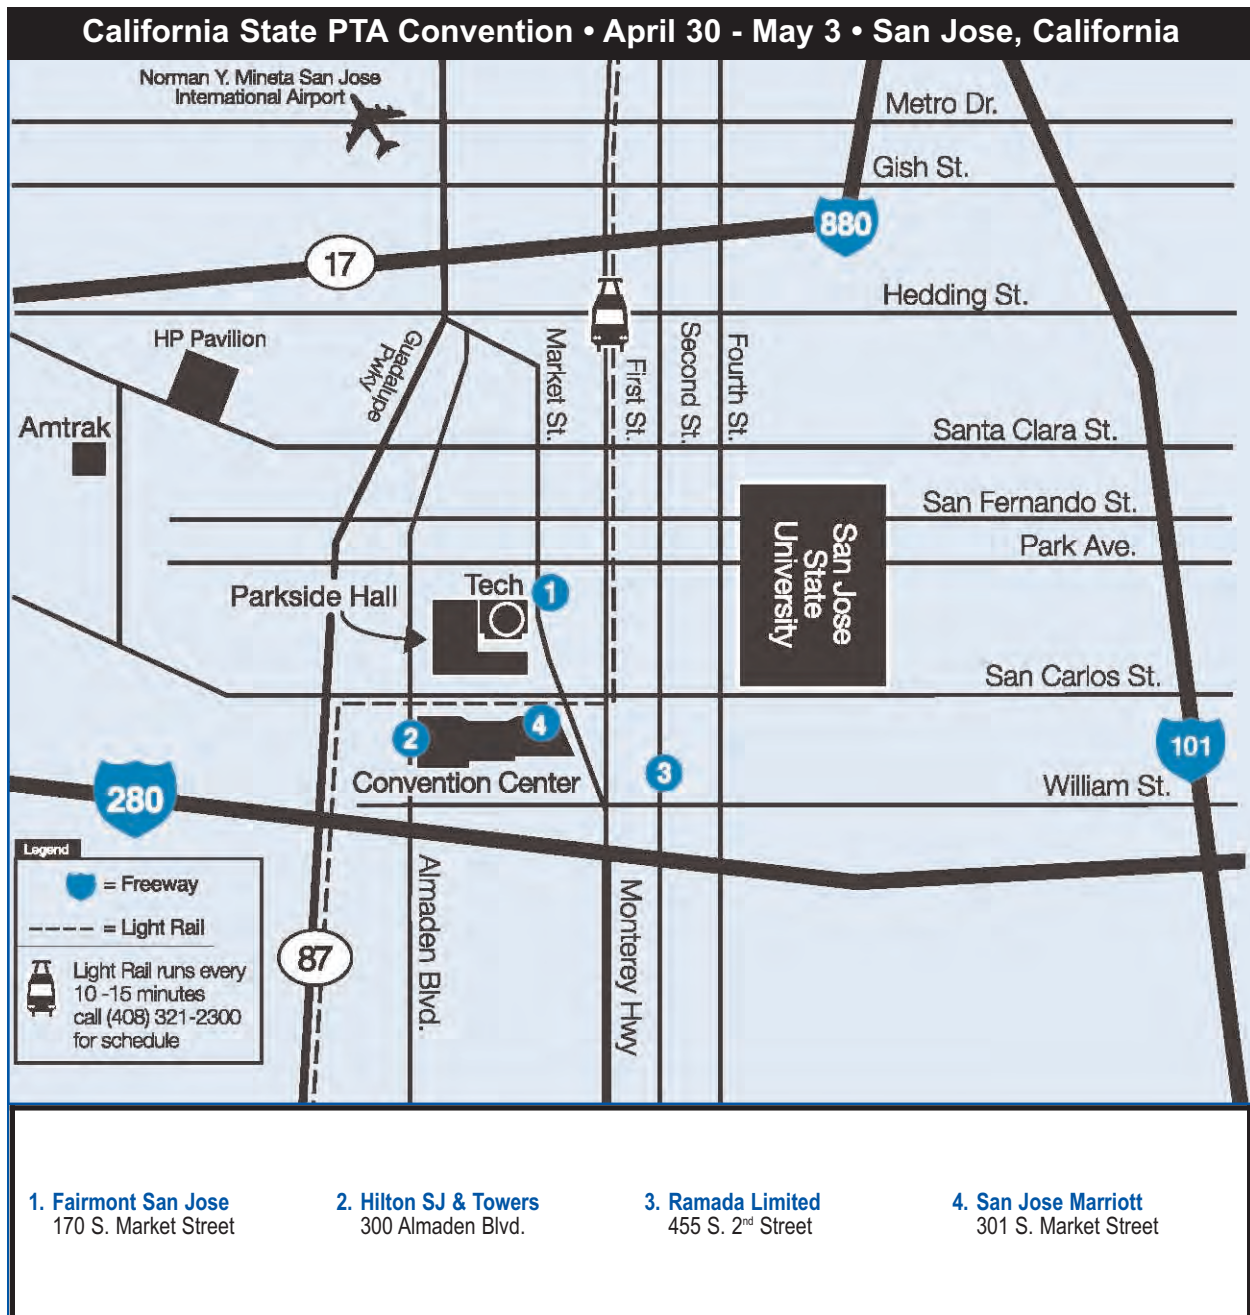 California State PTA Convention • April 30 - May 3 • San Jose, California
Norman Y. Mineta San Jose
International Airport
Metro Dr.
Gish St.
880
17
Hedding St.
HP Pavilion
Guadalupe
Pwky
Market St.
First St.
Second St.
Fourth St.
Amtrak
Santa Clara St.
San Fernando St.
Park Ave.
San Jose
State
University
Parkside Hall
Tech
1
San Carlos St.
2
4
3
101
Convention Center
William St.
280
Legend
= Freeway
= Light Rail
Light Rail runs every
10 -15 minutes
call (408) 321-2300
for schedule
87
Almaden Blvd.
Monterey Hwy
1. Fairmont San Jose
170 S. Market Street
2. Hilton SJ & Towers
300 Almaden Blvd.
3. Ramada Limited
455 S. 2nd Street
4. San Jose Marriott
301 S. Market Street